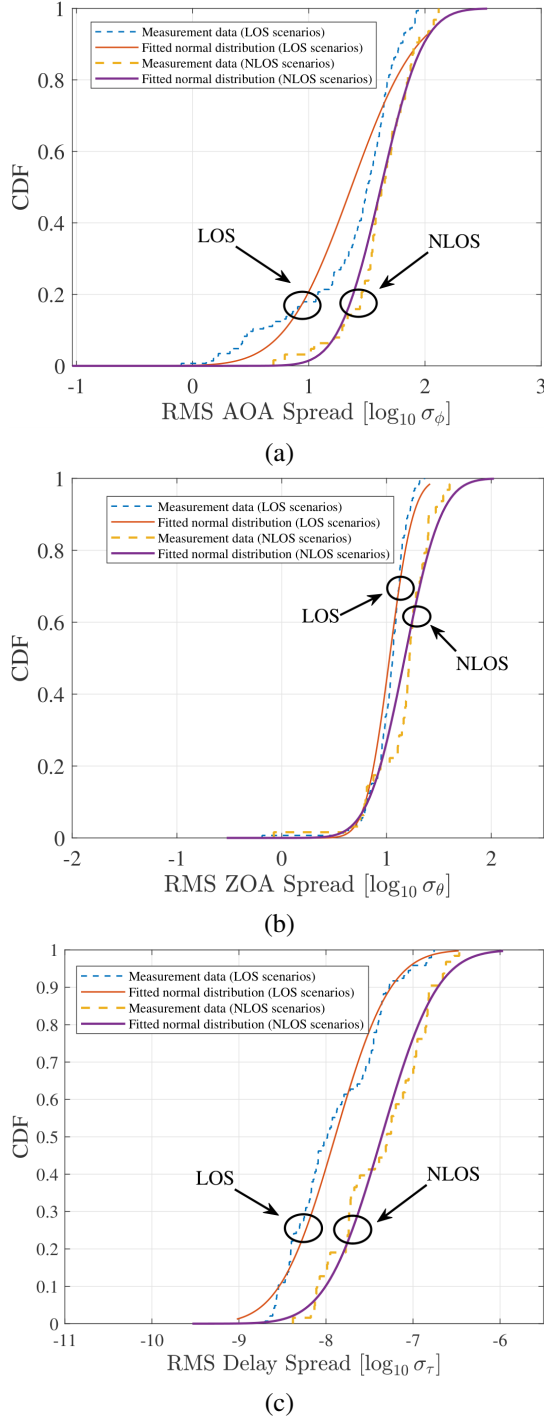 1
0.8
0.6
0.4
0.2
0
CDF
Measurement data (LOS scenarios)
Fitted normal distribution (LOS scenarios)
Measurement data (NLOS scenarios)
Fitted normal distribution (NLOS scenarios)
LOS
NLOS
-1 0 1 2 3
RMS AOA Spread [log₁₀ σ_ϕ]
(a)
1
0.8
0.6
0.4
0.2
0
CDF
Measurement data (LOS scenarios)
Fitted normal distribution (LOS scenarios)
Measurement data (NLOS scenarios)
Fitted normal distribution (NLOS scenarios)
LOS
NLOS
-2 -1 0 1 2
RMS ZOA Spread [log₁₀ σ_θ]
(b)
1
0.9
0.8
0.7
0.6
0.5
0.4
0.3
0.2
0.1
0
CDF
Measurement data (LOS scenarios)
Fitted normal distribution (LOS scenarios)
Measurement data (NLOS scenarios)
Fitted normal distribution (NLOS scenarios)
LOS
NLOS
-11 -10 -9 -8 -7 -6
RMS Delay Spread [log₁₀ σ_τ]
(c)